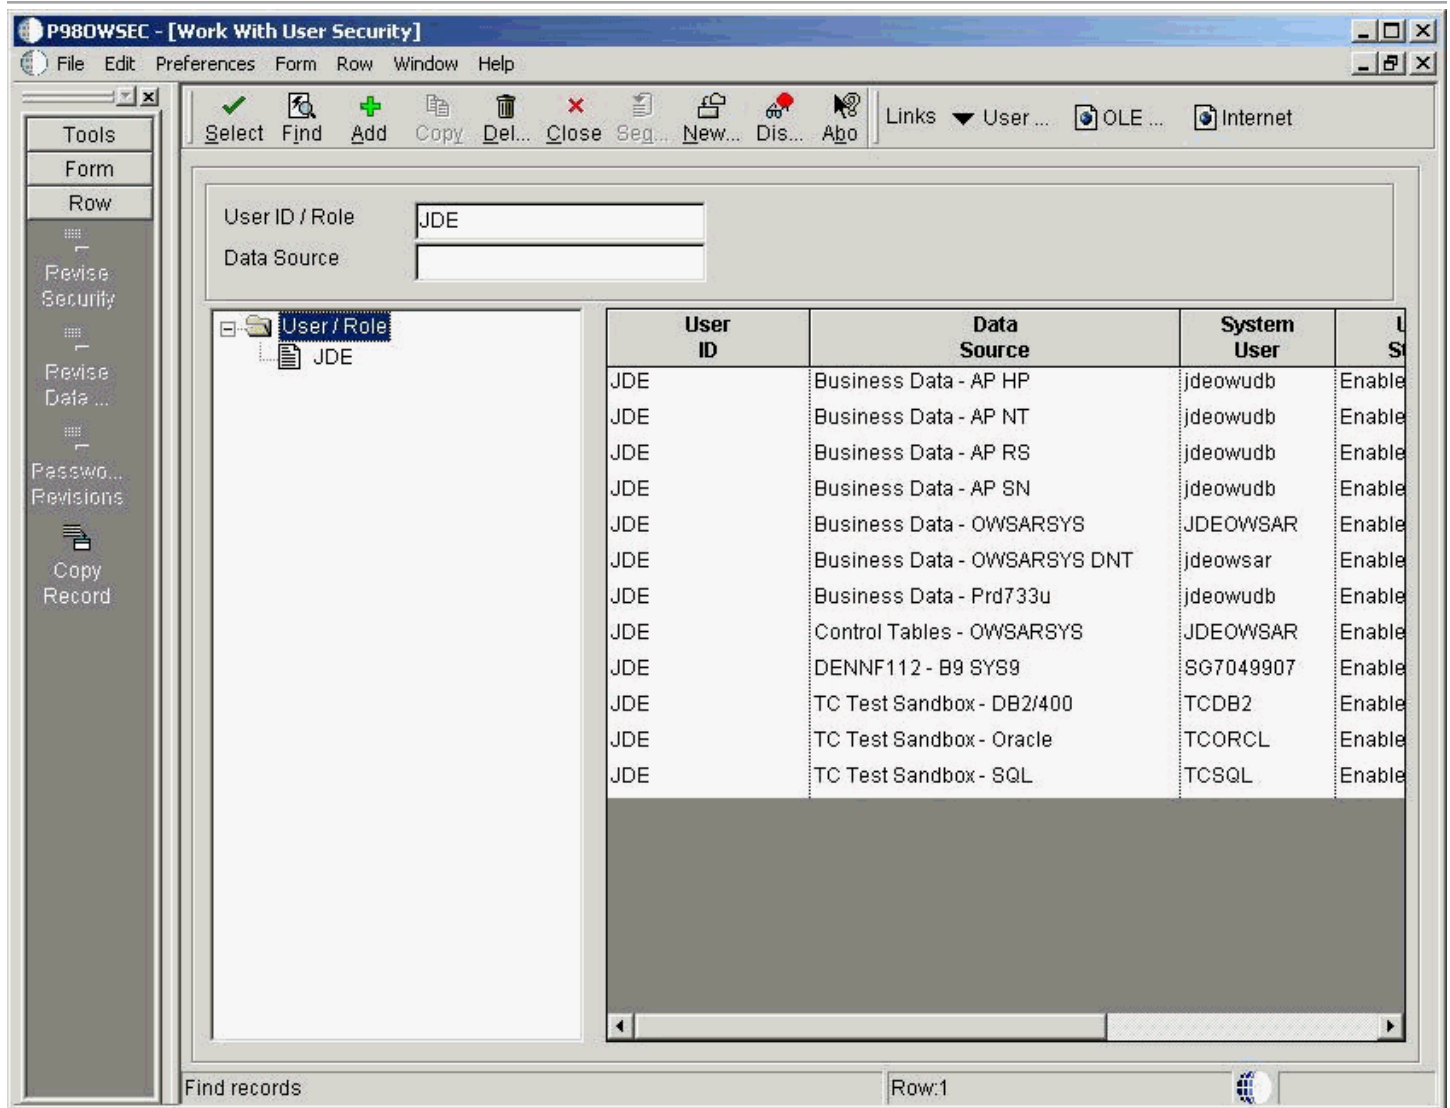 P98OWSEC - [Work With User Security]
File Edit Preferences Form Row Window Help
Select Find Add Copy Del... Close Seq... New... Dis... Abo Links User ... OLE ... Internet
Tools
Form
Row
Revise
Security
Revise
Data ...
Passwo...
Revisions
Copy
Record
User ID / Role JDE
Data Source
User / Role
JDE
User ID Data Source System User
JDE Business Data - AP HP jdeowudb Enable
JDE Business Data - AP NT jdeowudb Enable
JDE Business Data - AP RS jdeowudb Enable
JDE Business Data - AP SN jdeowudb Enable
JDE Business Data - OWSARSYS JDEOWSAR Enable
JDE Business Data - OWSARSYS DNT jdeowsar Enable
JDE Business Data - Prd733u jdeowudb Enable
JDE Control Tables - OWSARSYS JDEOWSAR Enable
JDE DENNF112 - B9 SYS9 SG7049907 Enable
JDE TC Test Sandbox - DB2/400 TCDB2 Enable
JDE TC Test Sandbox - Oracle TCORCL Enable
JDE TC Test Sandbox - SQL TCSQL Enable
Find records Row:1